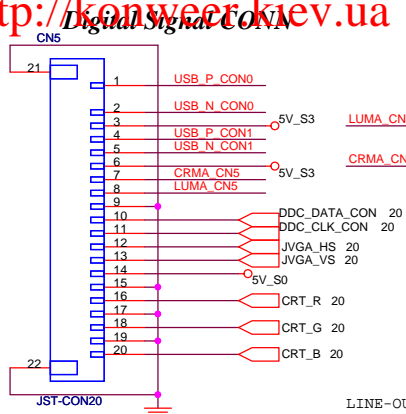 tp://konweer.kiev.ua
Digital Signal CONN
CN5
21
1 USB_P_CON0
2 USB_N_CON0
3 5V_S3 LUMA_CN
4 USB_P_CON1
5 USB_N_CON1
6 5V_S3 CRMA_CN
7 CRMA_CN5
8 LUMA_CN5
9
10 DDC_DATA_CON 20
11 DDC_CLK_CON 20
12 JVGA_HS 20
13 JVGA_VS 20
14 5V_S0
15
16 CRT_R 20
17
18 CRT_G 20
19
20 CRT_B 20
22
JST-CON20
LINE-OU